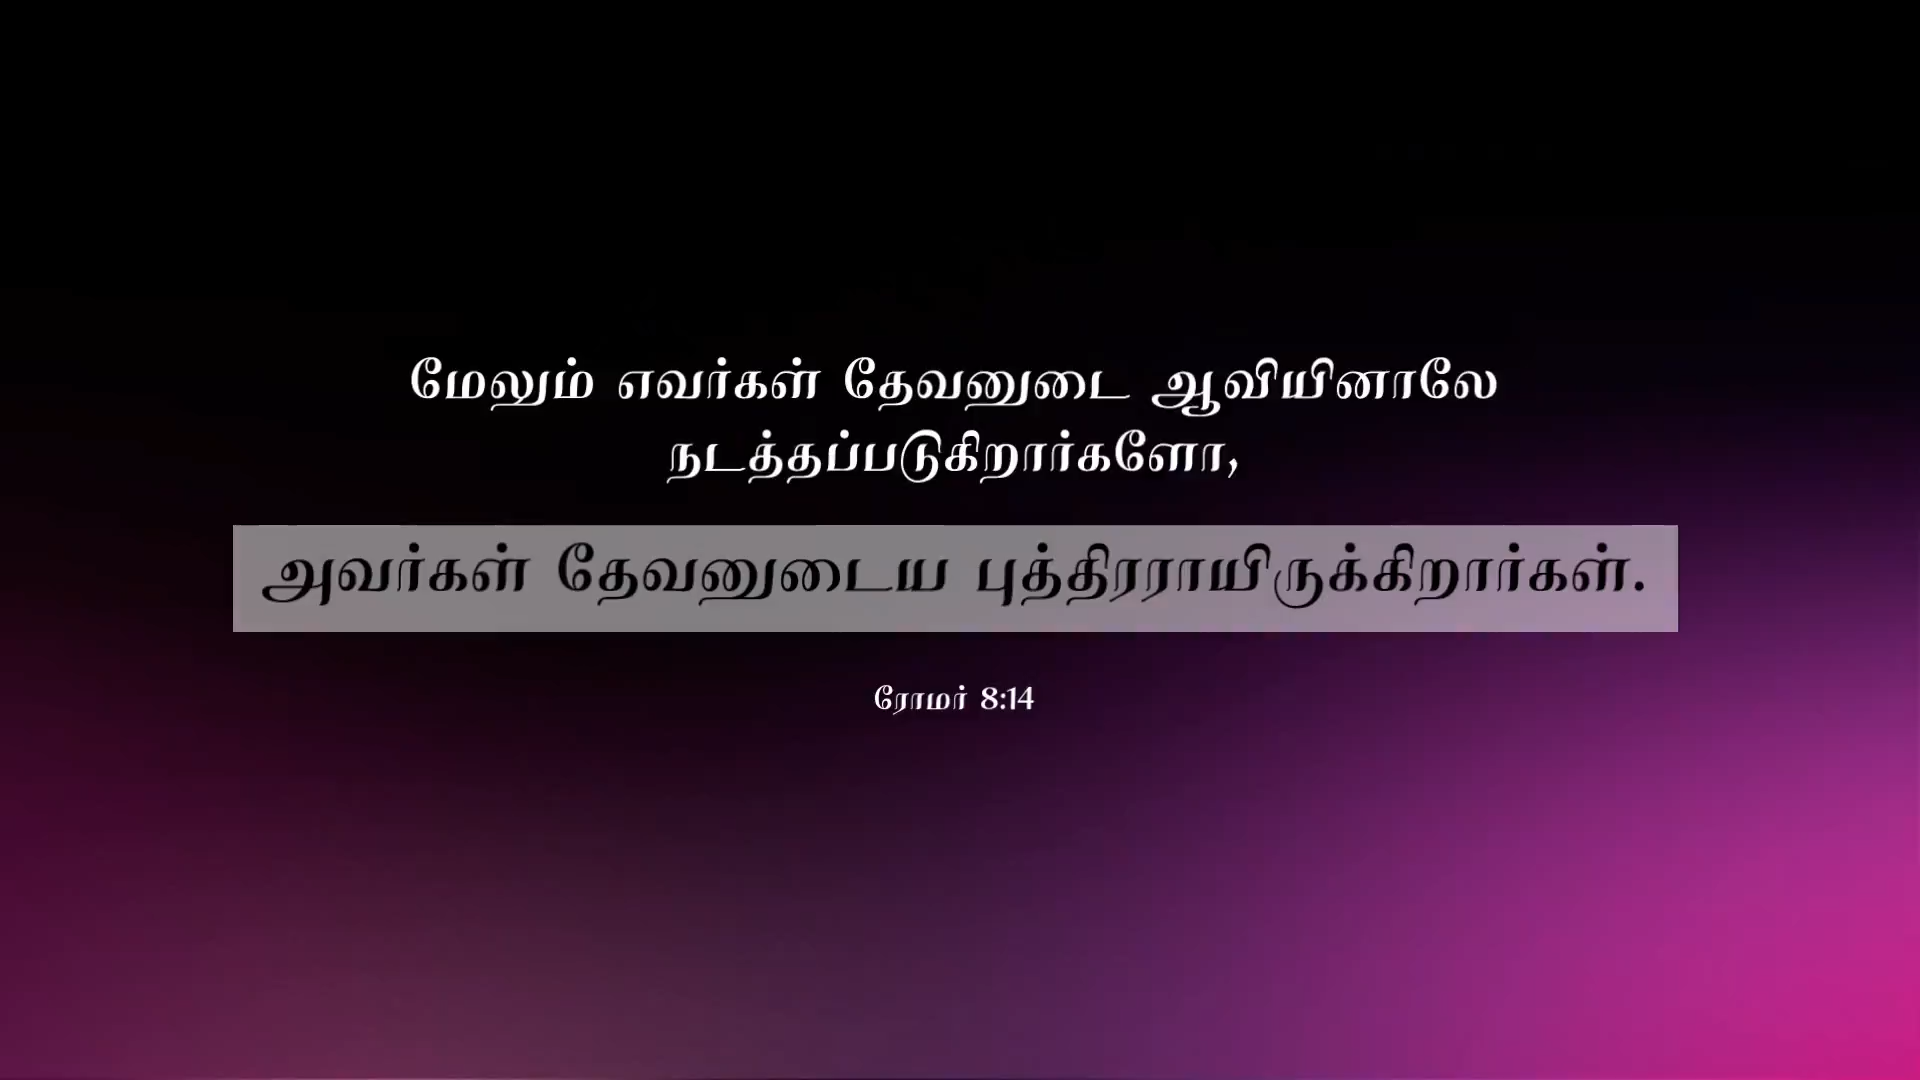 மேலும் எவர்கள் தேவனுடை ஆவியினாலே
நடத்தப்படுகிறார்களோ,
அவர்கள் தேவனுடைய புத்திரராயிருக்கிறார்கள்.
ரோமர் 8:14